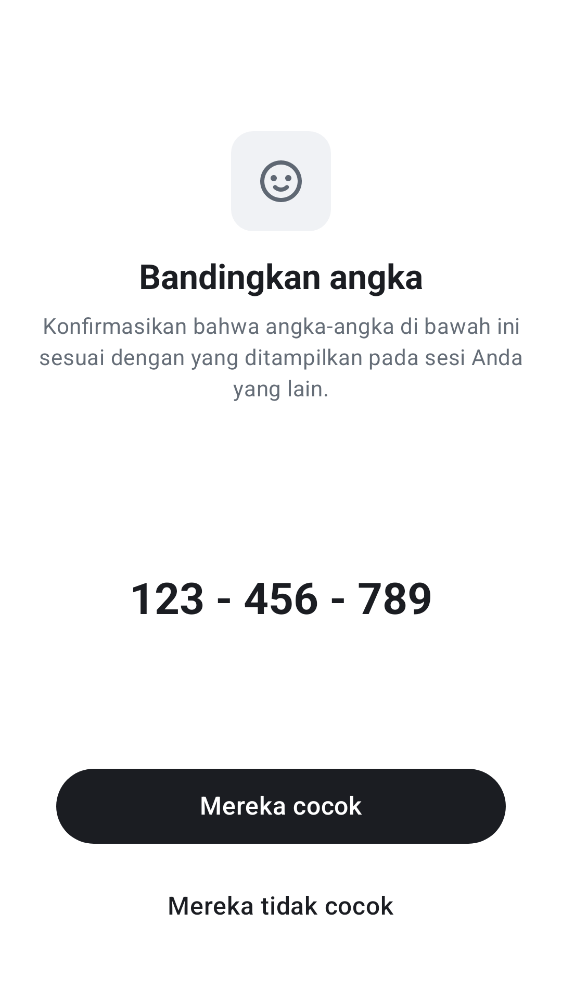 Bandingkan angka
Konfirmasikan bahwa angka-angka di bawah ini
sesuai dengan yang ditampilkan pada sesi Anda
yang lain.
123 - 456 - 789
Mereka cocok
Mereka tidak cocok